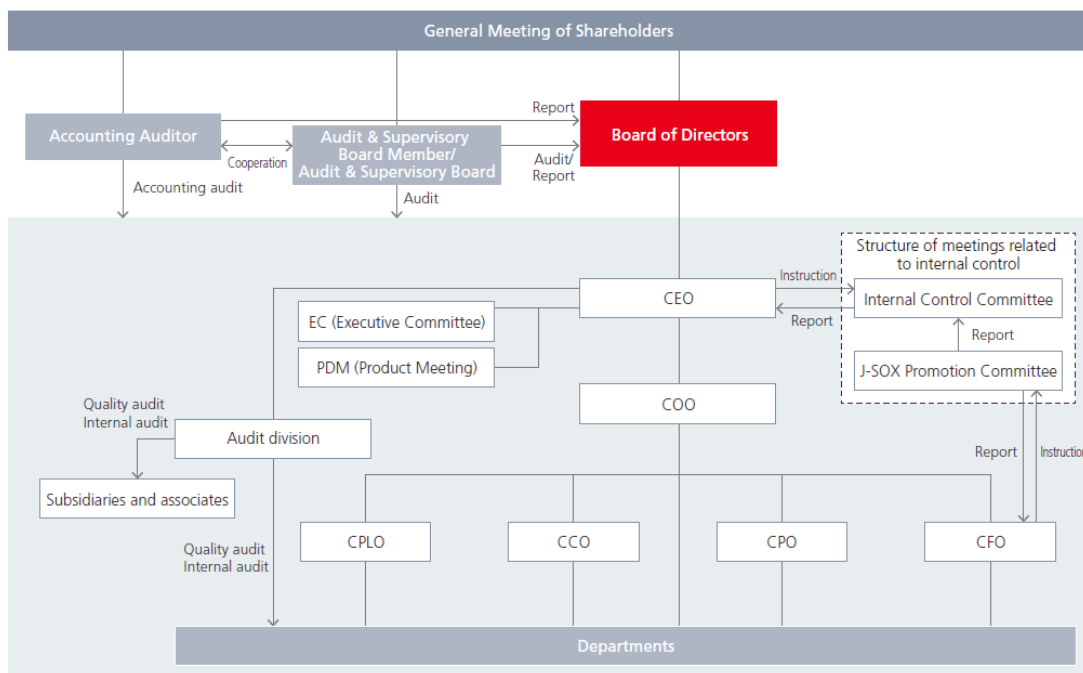 General Meeting of Shareholders
Report
Accounting Auditor
Cooperation
Audit & Supervisory
Board Member/
Audit & Supervisory Board
Audit/
Report
Board of Directors
Accounting audit
Audit
Structure of meetings related
to internal control
Instruction
CEO
Internal Control Committee
Report
EC (Executive Committee)
Report
PDM (Product Meeting)
J-SOX Promotion Committee
COO
Quality audit
Internal audit
Audit division
Report
Instruction
Subsidiaries and associates
CPLO
CCO
CPO
CFO
Quality audit
Internal audit
Departments